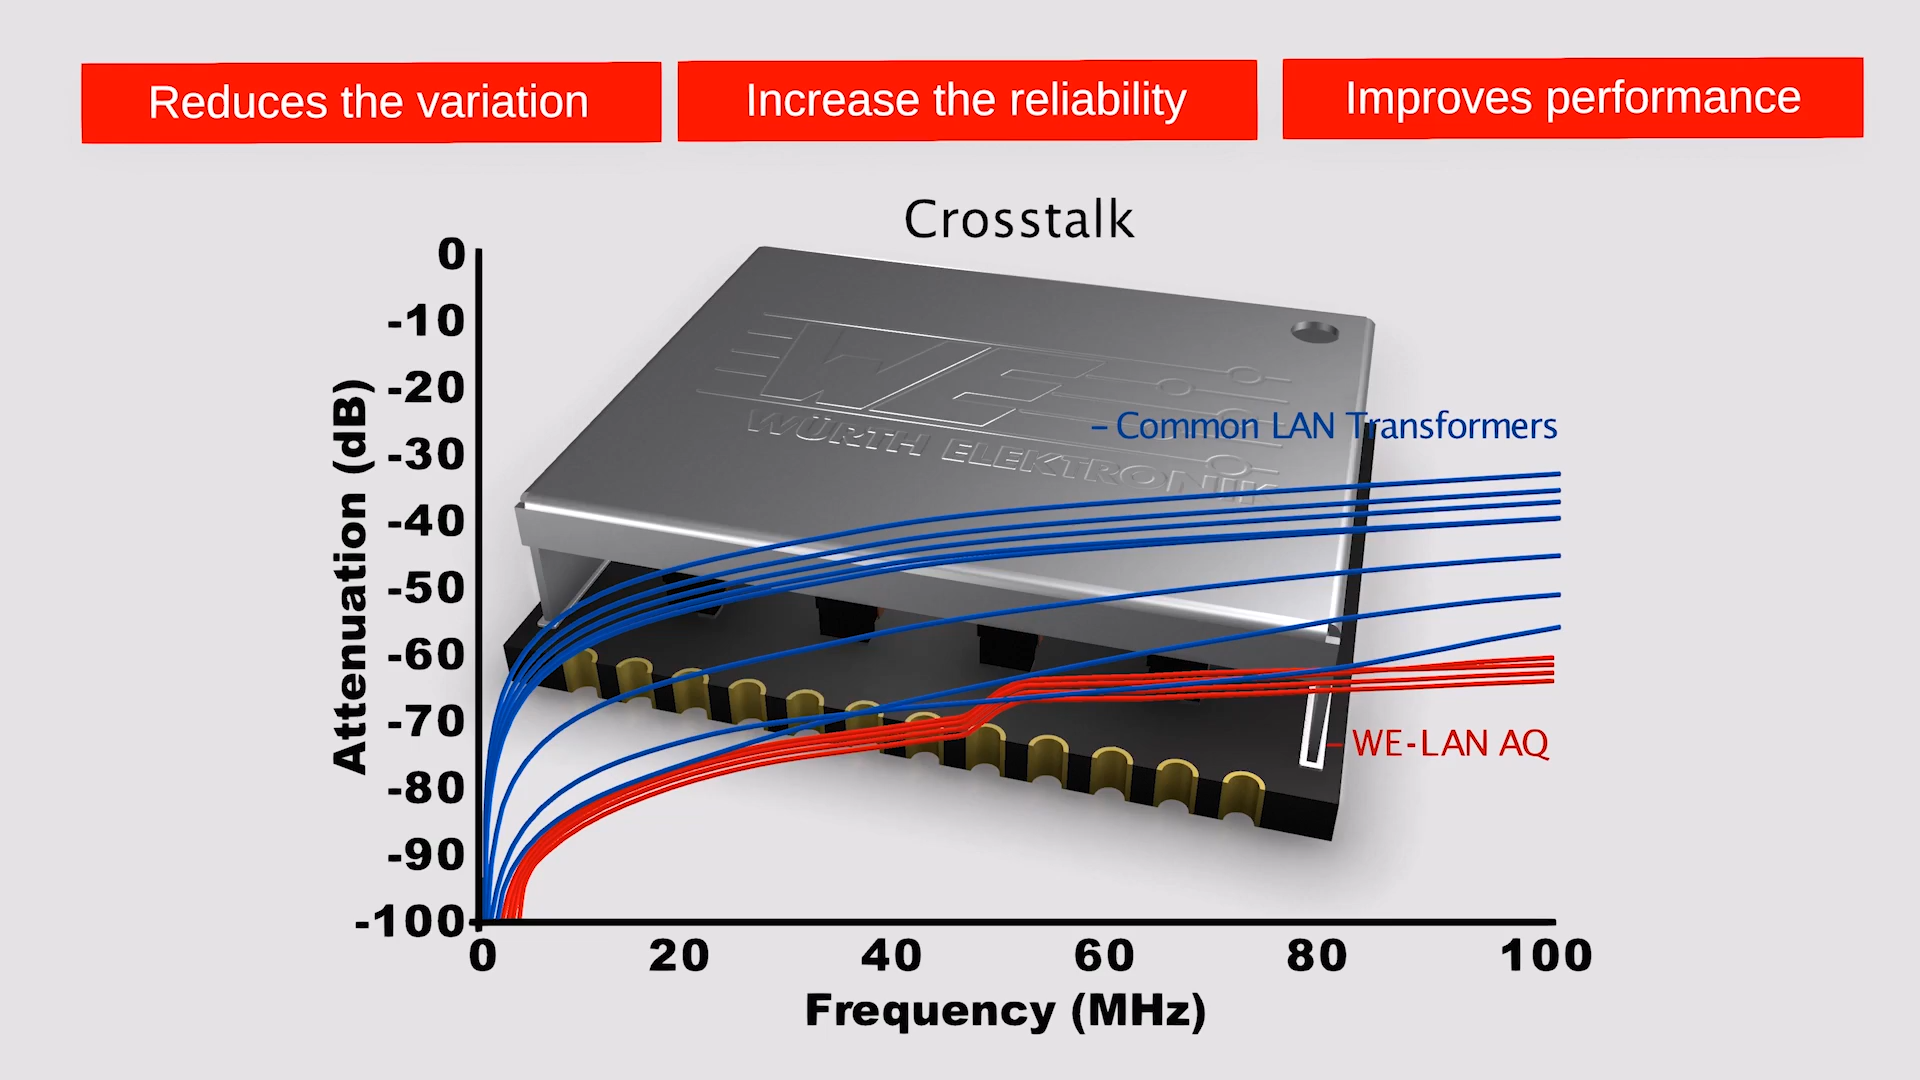 Reduces the variation
Increase the reliability
Improves performance
Crosstalk
0
-10
-20
-30
-40
-50
-60
-70
-80
-90
-100
Attenuation (dB)
WE
WÜRTH ELEKTRONIK
– Common LAN Transformers
– WE-LAN AQ
0 20 40 60 80 100
Frequency (MHz)